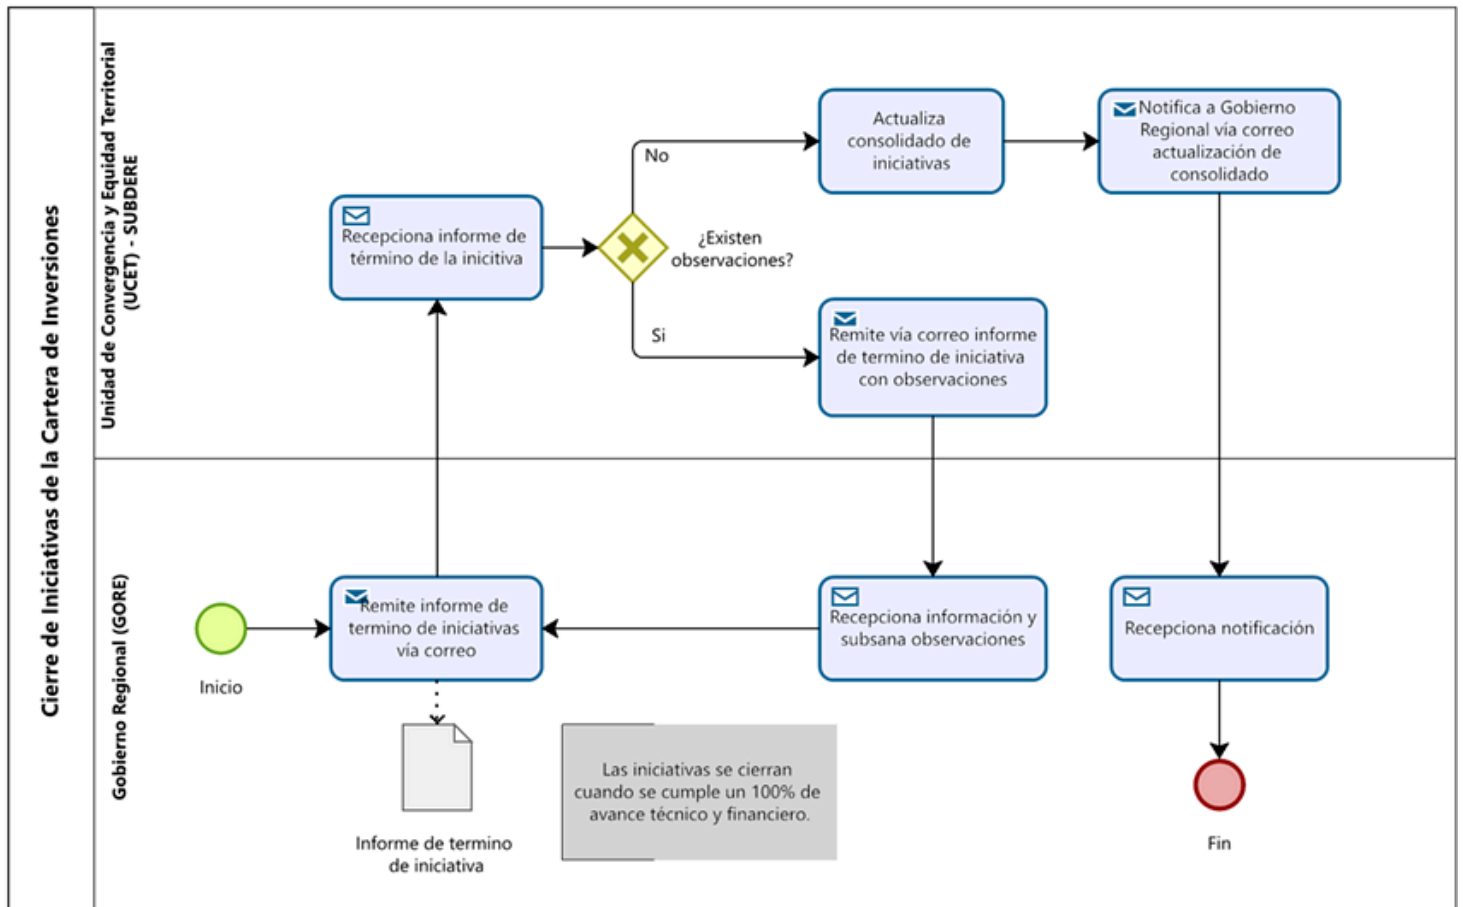 Cierre de Iniciativas de la Cartera de Inversiones
Unidad de Convergencia y Equidad Territorial
(UCET) - SUBDERE
Recepciona informe de
término de la inicitiva
¿Existen
observaciones?
No
Si
Actualiza
consolidado de
iniciativas
Notifica a Gobierno
Regional vía correo
actualización de
consolidado
Remite vía correo informe
de termino de iniciativa
con observaciones
Gobierno Regional (GORE)
Inicio
Remite informe de
termino de iniciativas
vía correo
Recepciona información y
subsana observaciones
Recepciona notificación
Informe de termino
de iniciativa
Las iniciativas se cierran
cuando se cumple un 100% de
avance técnico y financiero.
Fin